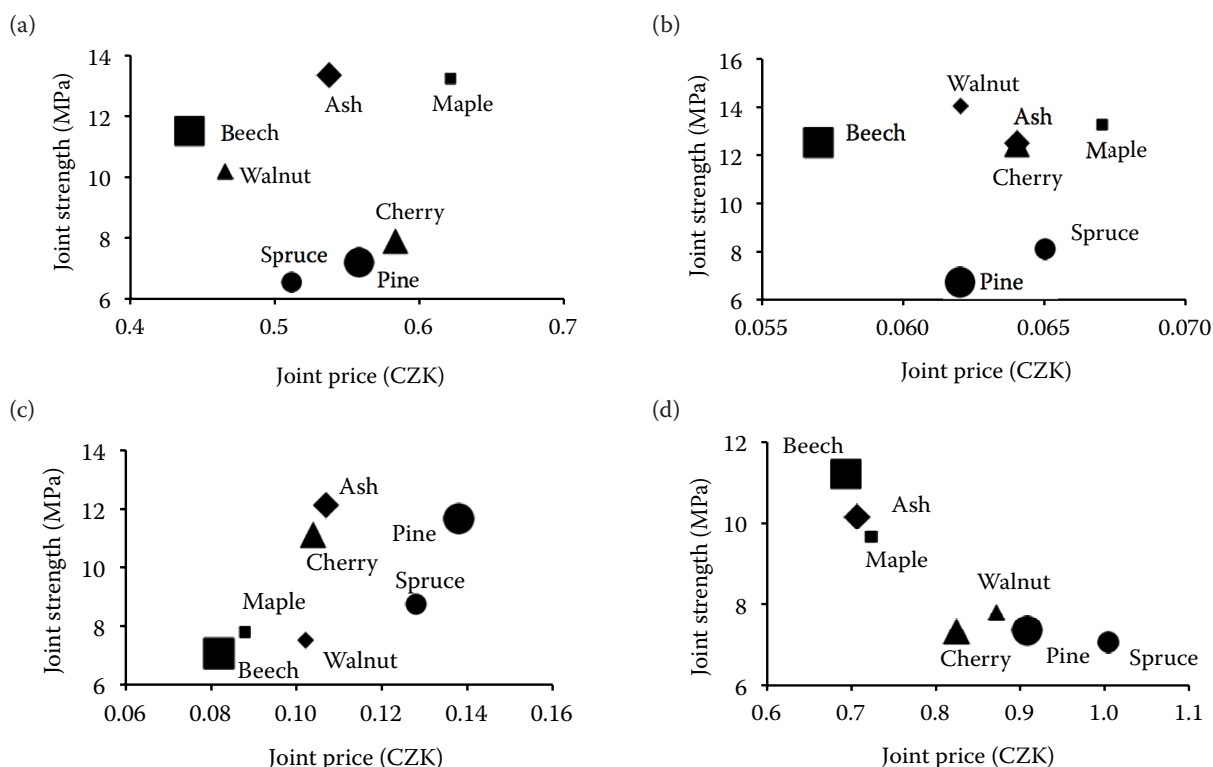 (a)
Joint strength (MPa)
14
12
10
8
6
0.4
0.5
0.6
0.7
Joint price (CZK)
Ash
Maple
Beech
Walnut
Cherry
Spruce
Pine
(b)
Joint strength (MPa)
16
14
12
10
8
6
0.055
0.060
0.065
0.070
Joint price (CZK)
Walnut
Ash
Beech
Maple
Cherry
Spruce
Pine
(c)
Joint strength (MPa)
14
12
10
8
6
0.06
0.08
0.10
0.12
0.14
0.16
Joint price (CZK)
Ash
Pine
Cherry
Spruce
Maple
Beech
Walnut
(d)
Joint strength (MPa)
12
10
8
6
0.6
0.7
0.8
0.9
1.0
1.1
Joint price (CZK)
Beech
Ash
Maple
Walnut
Cherry
Pine
Spruce